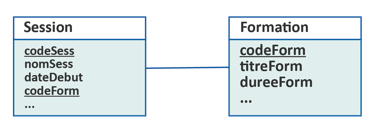 Session
codeSess
nomSess
dateDebut
codeForm
...
Formation
codeForm
titreForm
dureeForm
...